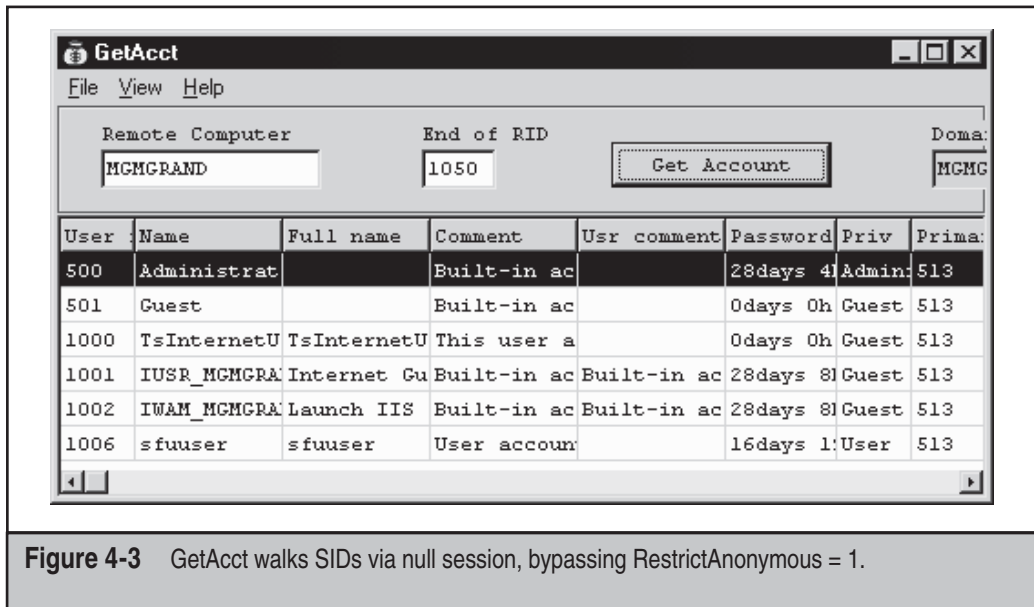 GetAcct
File View Help
Remote Computer End of RID Doma
MGMGRAND 1050 Get Account MGMG
User Name Full name Comment Usr comment Password Priv Prima
500 Administrat Built-in ac 28days 4 Admin 513
501 Guest Built-in ac 0days 0h Guest 513
1000 TsInternetU TsInternetU This user a 0days 0h Guest 513
1001 IUSR_MGMGRA Internet Gu Built-in ac Built-in ac 28days 8 Guest 513
1002 IWAM_MGMGRA Launch IIS Built-in ac Built-in ac 28days 8 Guest 513
1006 sfuuser sfuuser User accoun 16days 1 User 513
Figure 4-3 GetAcct walks SIDs via null session, bypassing RestrictAnonymous = 1.